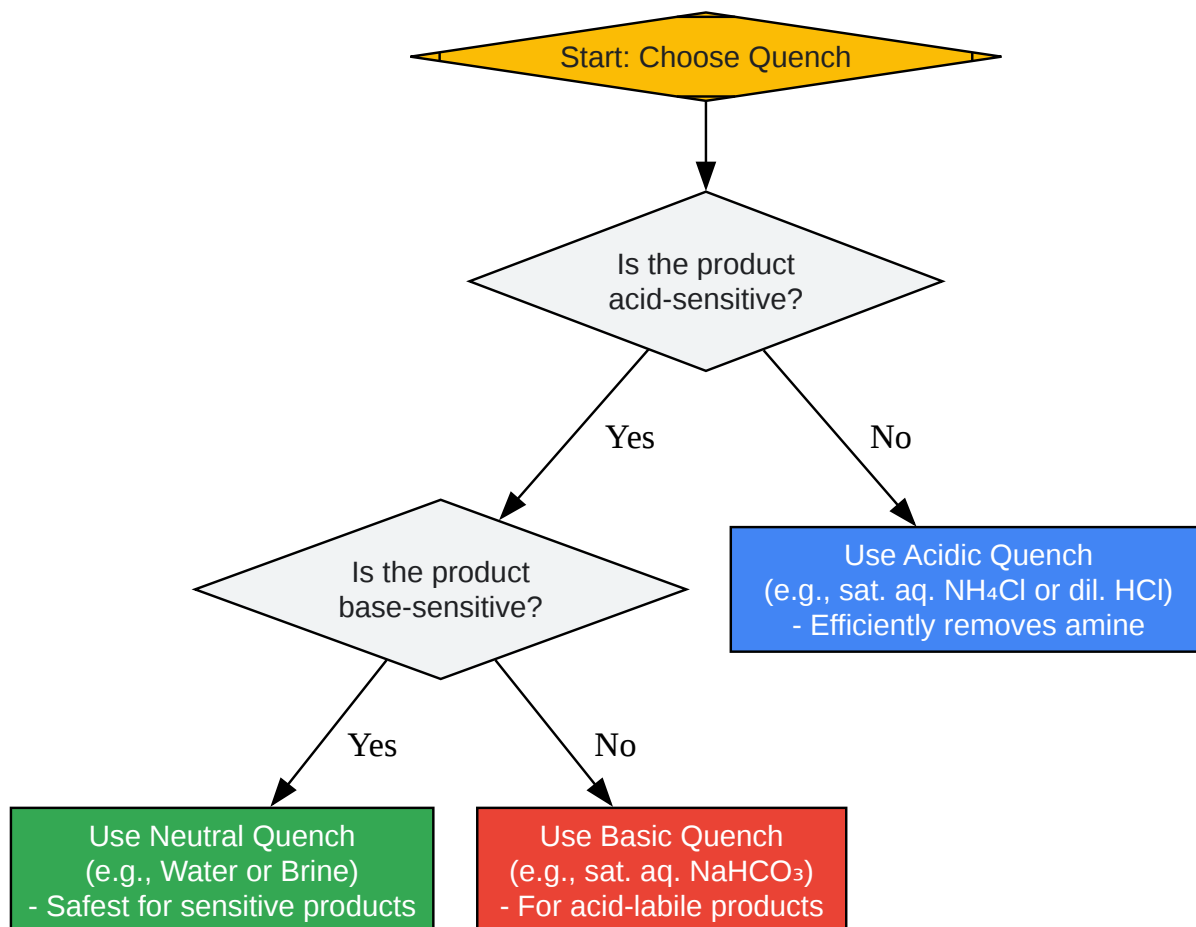 Start: Choose Quench
Is the product
acid-sensitive?
Yes
No
Is the product
base-sensitive?
Use Acidic Quench
(e.g., sat. aq. NH₄Cl or dil. HCl)
- Efficiently removes amine
Yes
No
Use Neutral Quench
(e.g., Water or Brine)
- Safest for sensitive products
Use Basic Quench
(e.g., sat. aq. NaHCO₃)
- For acid-labile products